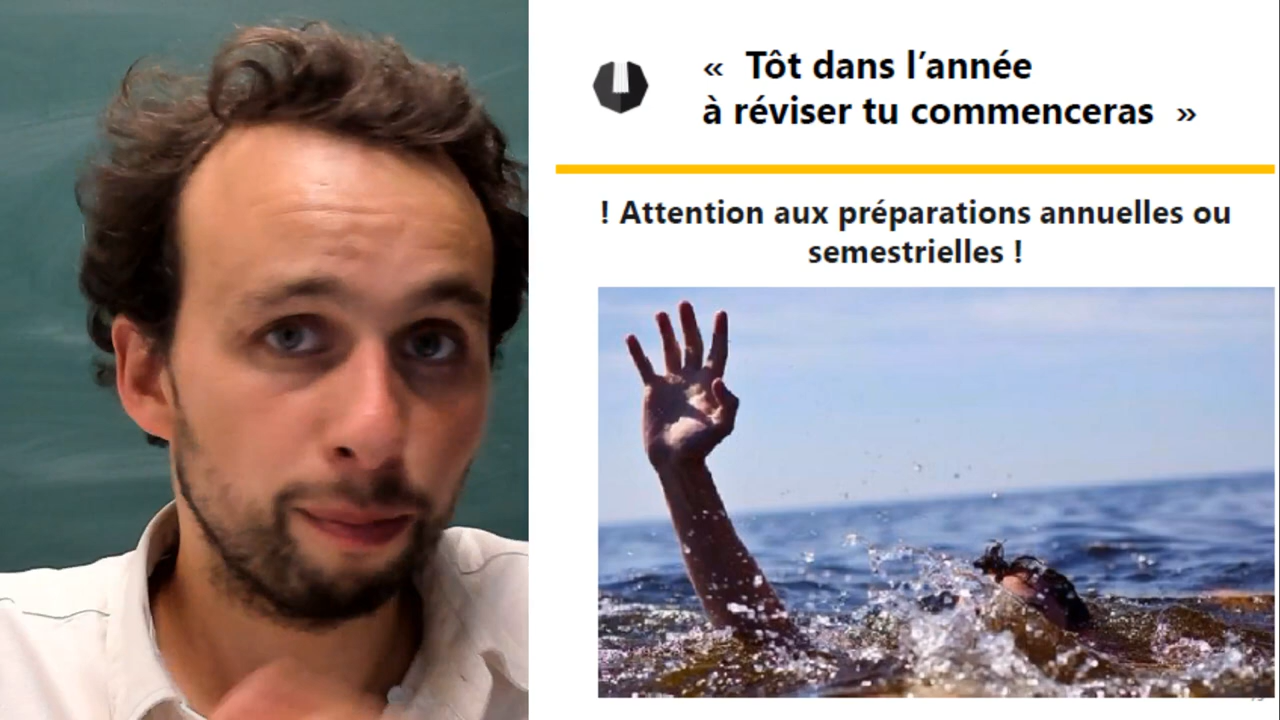 «  Tôt dans l’année
à réviser tu commenceras  »
! Attention aux préparations annuelles ou
semestrielles !